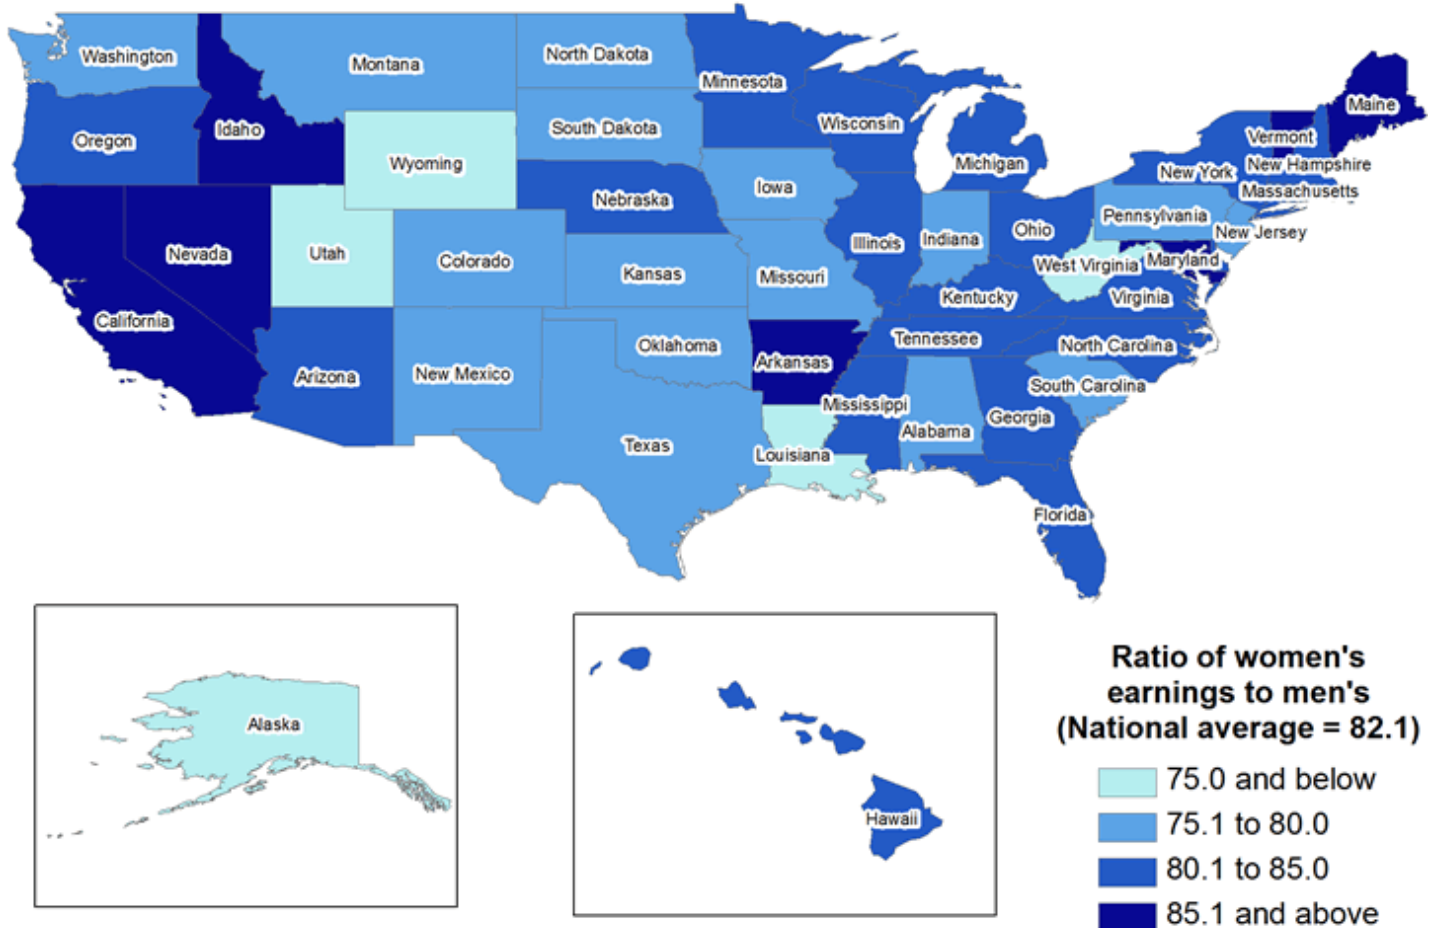 Washington
Montana
North Dakota
Minnesota
Maine
Oregon
Idaho
South Dakota
Wisconsin
Vermont
Wyoming
Michigan
New York
New Hampshire
Nebraska
Iowa
Massachusetts
Pennsylvania
Nevada
Utah
Colorado
Illinois
Indiana
Ohio
New Jersey
Kansas
Missouri
West Virginia
Maryland
California
Kentucky
Virginia
Oklahoma
Tennessee
North Carolina
Arizona
New Mexico
Arkansas
South Carolina
Mississippi
Georgia
Texas
Louisiana
Alabama
Florida
Alaska
Hawaii
Ratio of women's
earnings to men's
(National average = 82.1)
75.0 and below
75.1 to 80.0
80.1 to 85.0
85.1 and above